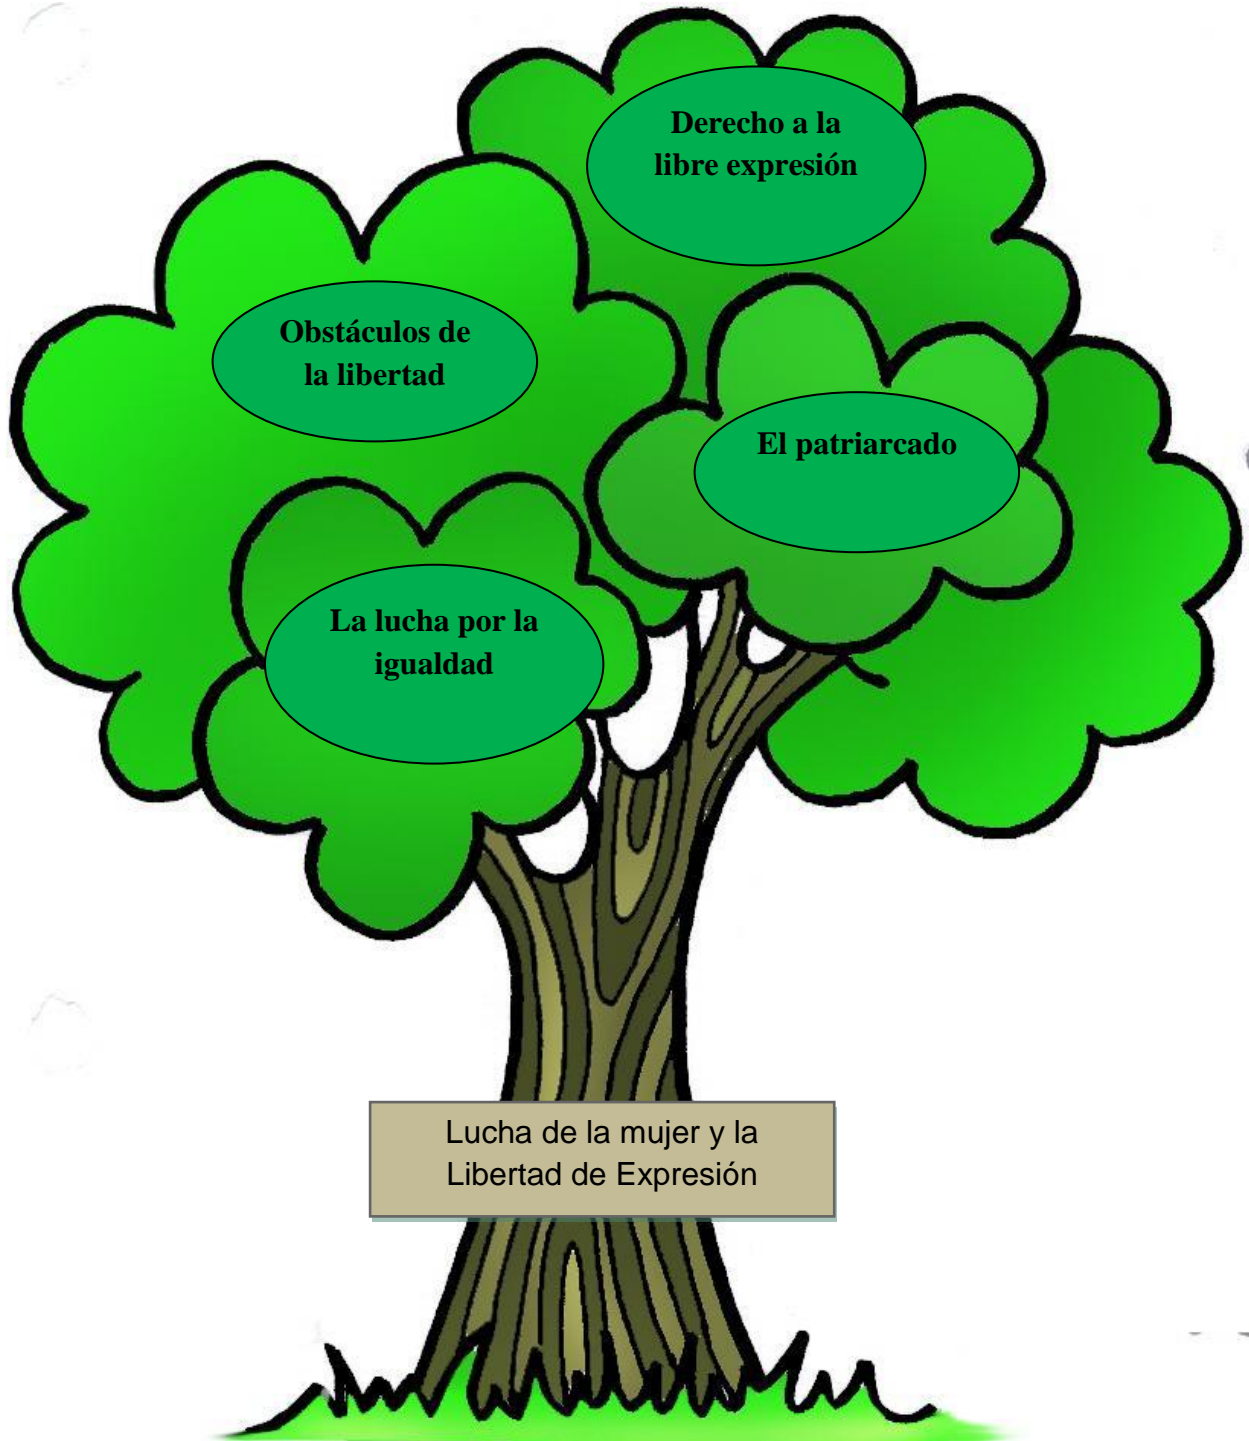 Derecho a la
libre expresión
Obstáculos de
la libertad
El patriarcado
La lucha por la
igualdad
Lucha de la mujer y la
Libertad de Expresión